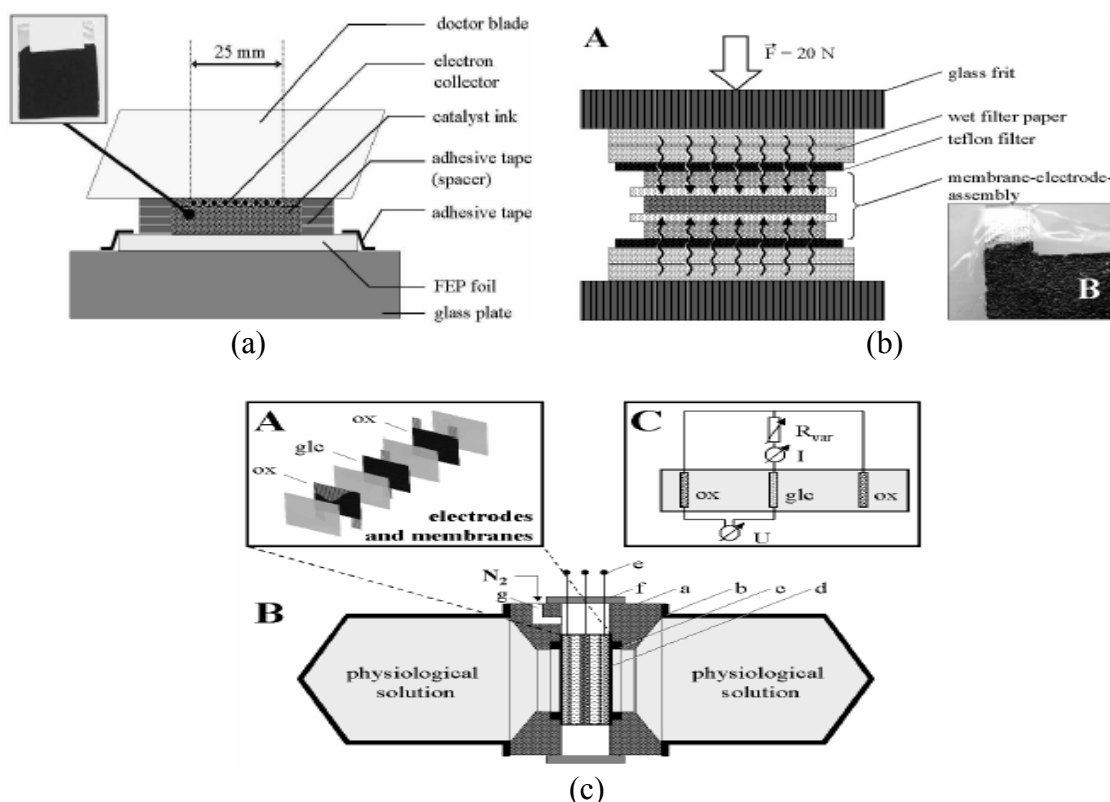 25 mm
doctor blade
electron
collector
catalyst ink
adhesive tape
(spacer)
adhesive tape
FEP foil
glass plate
(a)
A
F = 20 N
glass frit
wet filter paper
teflon filter
membrane-electrode-
assembly
B
(b)
A
ox
glc
ox
electrodes
and membranes
C
Rvar
I
ox
glc
ox
U
B
N2
g
e
f
a
b
c
d
physiological
solution
physiological
solution
(c)